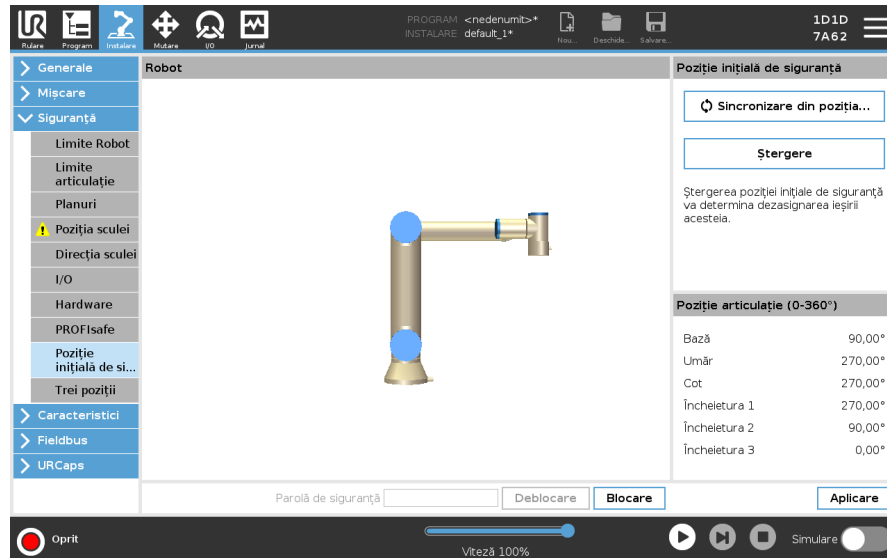 UR
PROGRAM <nedenumit>*
INSTALARE default_1*
1D1D
7A62
Rulare
Program
Instalare
Mutare
I/O
Jurnal
Nou...
Deschide...
Salvare...
Generale
Mișcare
Siguranță
Limite Robot
Limite
articulație
Planuri
Poziția sculei
Direcția sculei
I/O
Hardware
PROFIsafe
Poziție
inițială de si...
Trei poziții
Caracteristici
Fieldbus
URCaps
Robot
Poziție inițială de siguranță
Sincronizare din poziția...
Ștergere
Ștergerea poziției inițiale de siguranță
va determina dezasignarea ieșirii
acesteia.
Poziție articulație (0-360°)
Bază 90,00°
Umăr 270,00°
Cot 270,00°
Încheietura 1 270,00°
Încheietura 2 90,00°
Încheietura 3 0,00°
Parolă de siguranță
Deblocare
Blocare
Aplicare
Oprit
Viteză 100%
Simulare